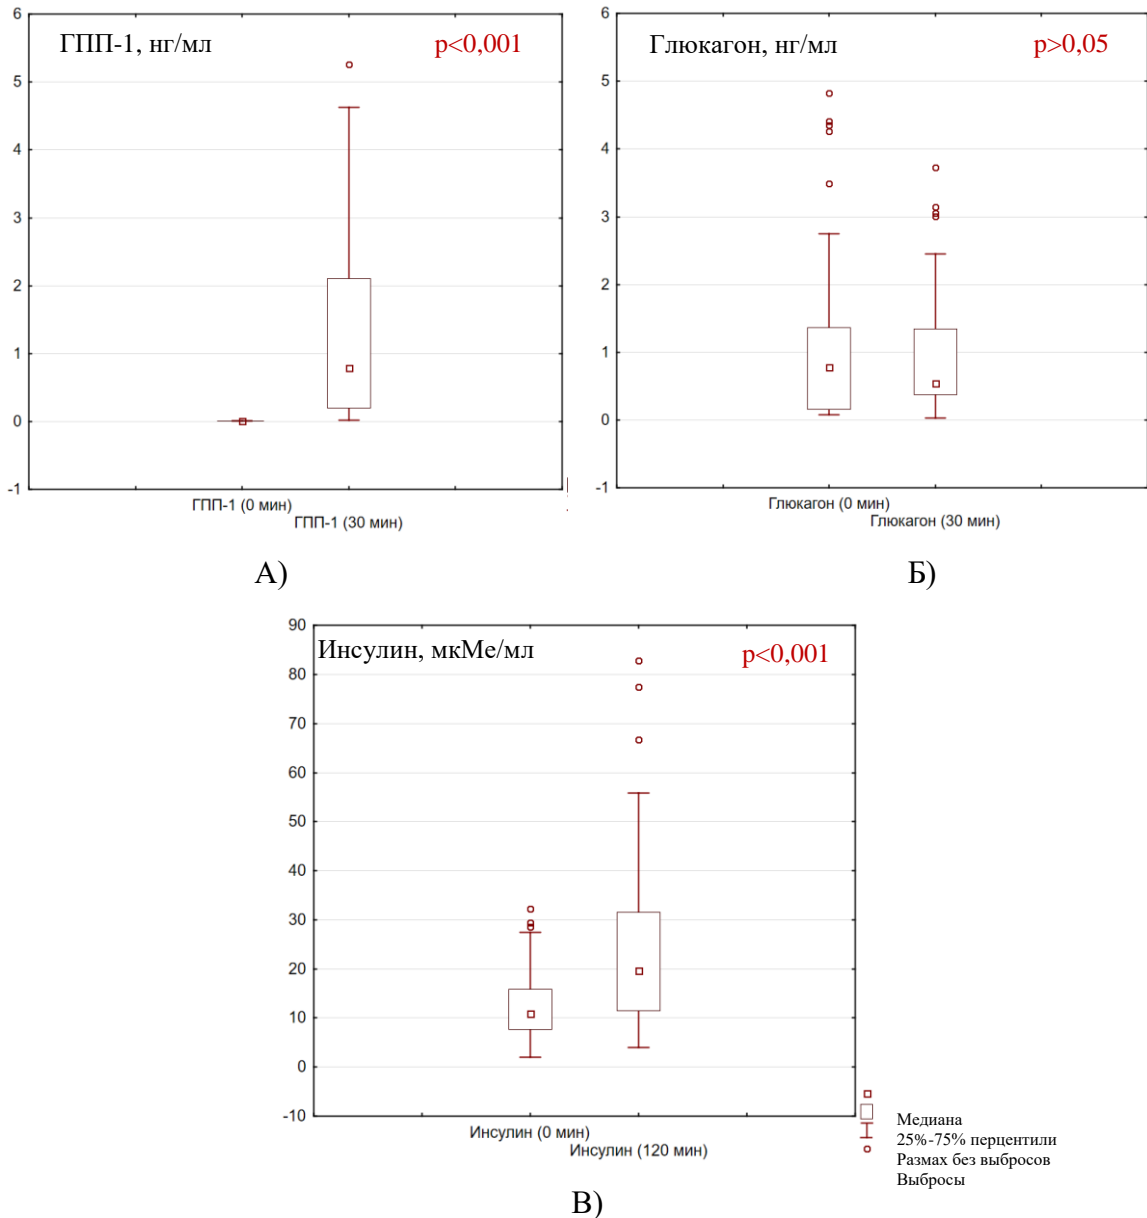 ГПП-1, нг/мл
p<0,001
6
5
4
3
2
1
0
-1
ГПП-1 (0 мин)
ГПП-1 (30 мин)
А)
Глюкагон, нг/мл
p>0,05
6
5
4
3
2
1
0
-1
Глюкагон (0 мин)
Глюкагон (30 мин)
Б)
Инсулин, мкМе/мл
p<0,001
90
80
70
60
50
40
30
20
10
0
-10
Инсулин (0 мин)
Инсулин (120 мин)
Медиана
25%-75% перцентили
Размах без выбросов
Выбросы
В)